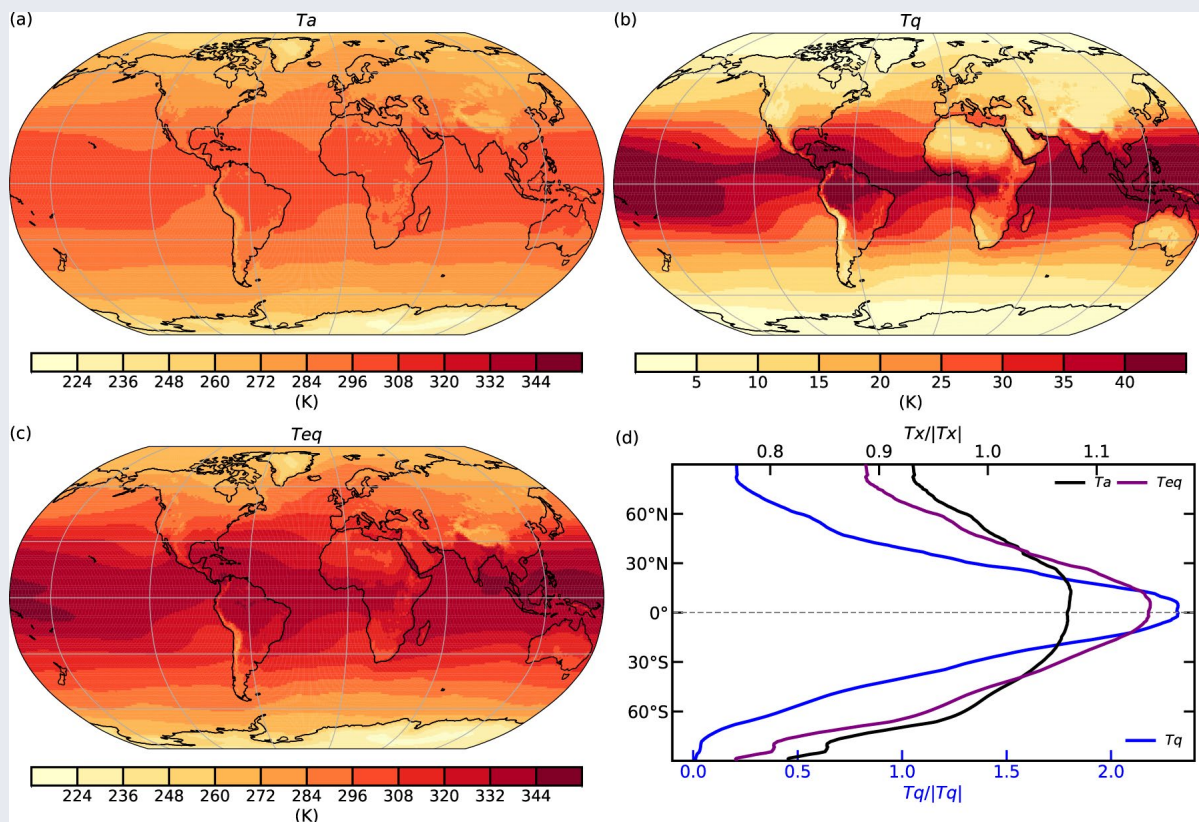 (a)
Ta
224 236 248 260 272 284 296 308 320 332 344
(K)
(b)
Tq
5 10 15 20 25 30 35 40
(K)
(c)
Teq
224 236 248 260 272 284 296 308 320 332 344
(K)
(d)
Tx/|Tx|
0.8 0.9 1.0 1.1
Ta Teq
60°N
30°N
0°
30°S
60°S
Tq
0.0 0.5 1.0 1.5 2.0
Tq/|Tq|